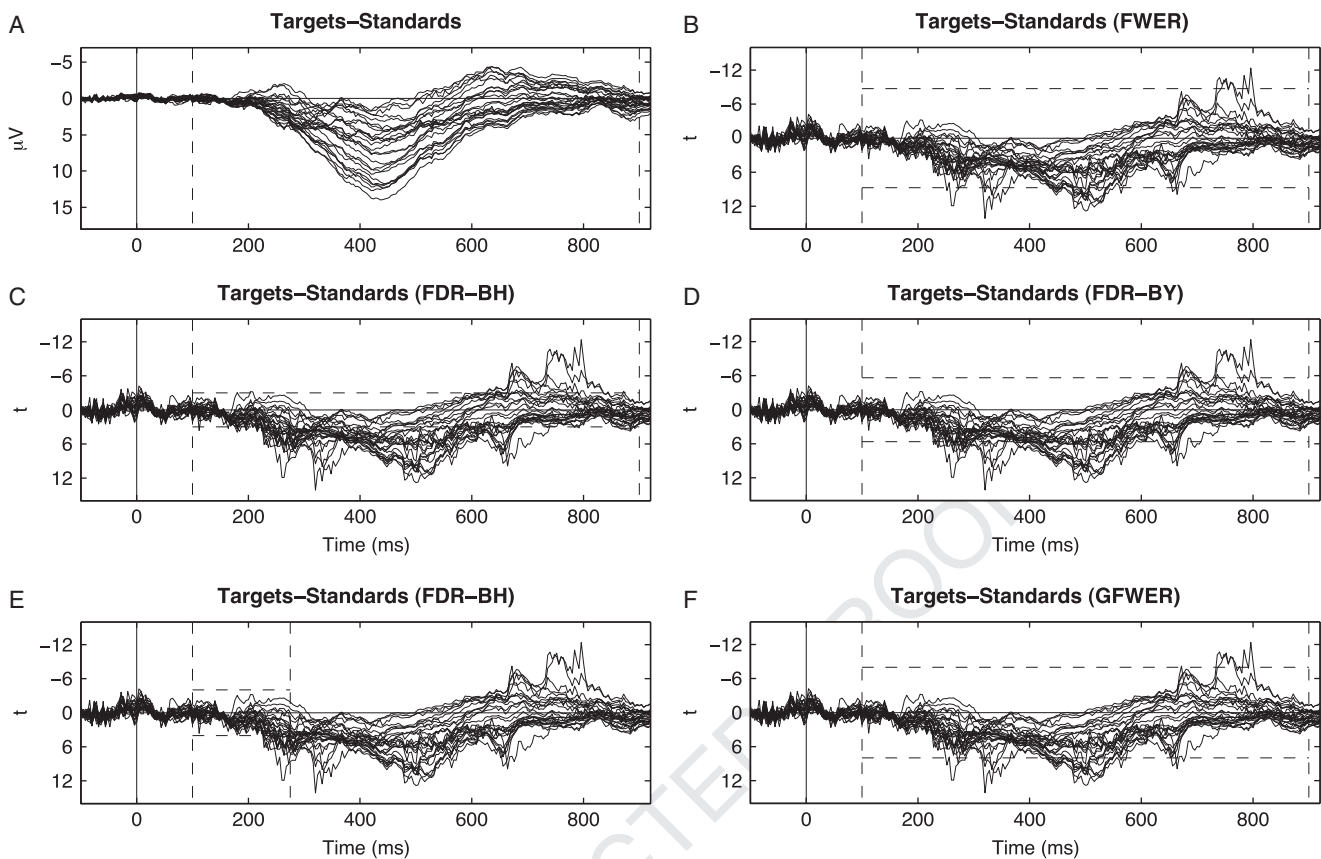 A
Targets–Standards
−5
0
5
10
15
μV
0 200 400 600 800
B
Targets–Standards (FWER)
−12
−6
0
6
12
t
0 200 400 600 800
C
Targets–Standards (FDR–BH)
−12
−6
0
6
12
t
0 200 400 600 800
Time (ms)
D
Targets–Standards (FDR–BY)
−12
−6
0
6
12
t
0 200 400 600 800
Time (ms)
E
Targets–Standards (FDR–BH)
−12
−6
0
6
12
t
0 200 400 600 800
Time (ms)
F
Targets–Standards (GFWER)
−12
−6
0
6
12
t
0 200 400 600 800
Time (ms)